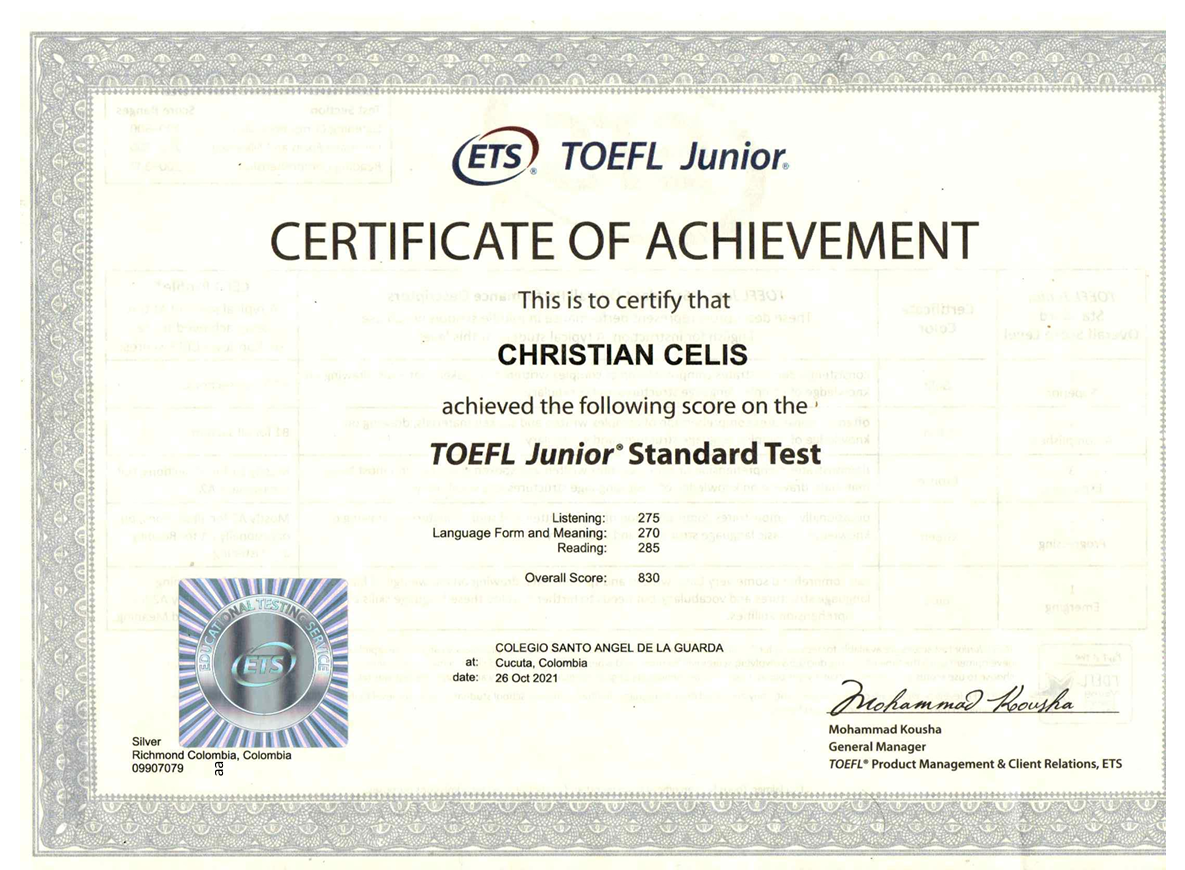 ETS® TOEFL Junior®
CERTIFICATE OF ACHIEVEMENT
This is to certify that
CHRISTIAN CELIS
achieved the following score on the
TOEFL Junior® Standard Test
Listening: 275
Language Form and Meaning: 270
Reading: 285
Overall Score: 830
EDUCATIONAL TESTING SERVICE
ETS
COLEGIO SANTO ANGEL DE LA GUARDA
at: Cucuta, Colombia
date: 26 Oct 2021
Mohammad Kousha
Mohammad Kousha
General Manager
TOEFL® Product Management & Client Relations, ETS
Silver
Richmond Colombia, Colombia
09907079
aa